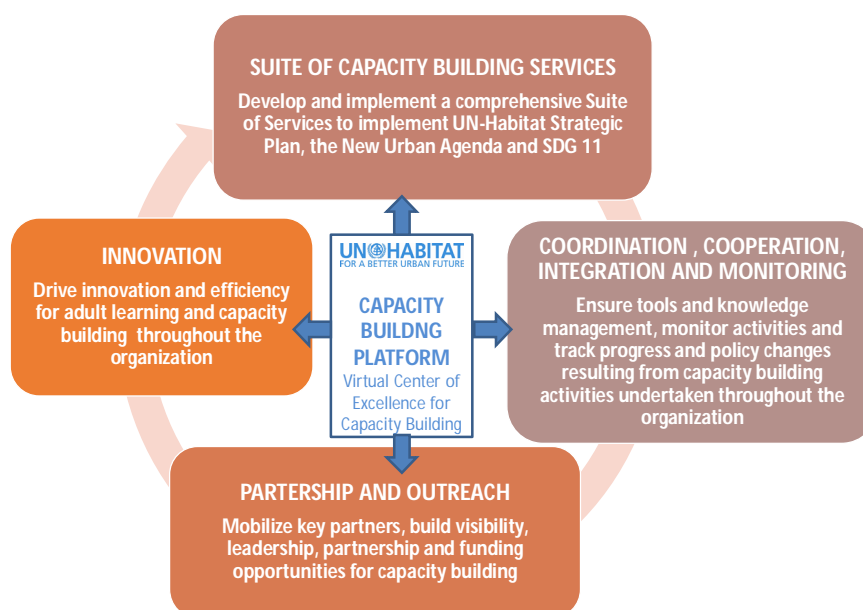 SUITE OF CAPACITY BUILDING SERVICES
Develop and implement a comprehensive Suite
of Services to implement UN-Habitat Strategic
Plan, the New Urban Agenda and SDG 11
INNOVATION
Drive innovation and efficiency
for adult learning and capacity
building throughout the
organization
UN HABITAT
FOR A BETTER URBAN FUTURE
CAPACITY
BUILDNG
PLATFORM
Virtual Center of
Excellence for
Capacity Building
COORDINATION , COOPERATION,
INTEGRATION AND MONITORING
Ensure tools and knowledge
management, monitor activities and
track progress and policy changes
resulting from capacity building
activities undertaken throughout the
organization
PARTERSHIP AND OUTREACH
Mobilize key partners, build visibility,
leadership, partnership and funding
opportunities for capacity building